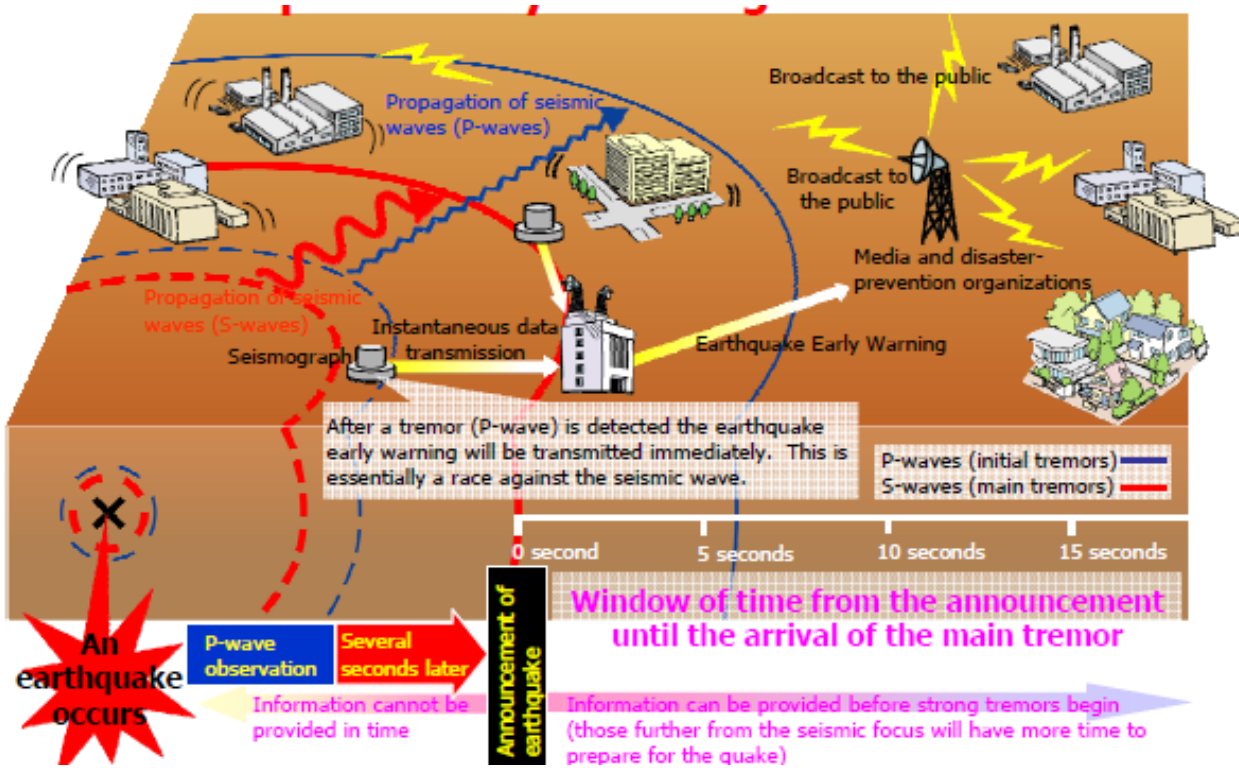 Broadcast to the public
Propagation of seismic
waves (P-waves)
Broadcast to
the public
Media and disaster-
prevention organizations
Propagation of seismic
waves (S-waves)
Instantaneous data
transmission
Seismograph
Earthquake Early Warning
After a tremor (P-wave) is detected the earthquake
early warning will be transmitted immediately. This is
essentially a race against the seismic wave.
P-waves (initial tremors)
S-waves (main tremors)
0 second
5 seconds
10 seconds
15 seconds
An
earthquake
occurs
P-wave
observation
Several
seconds later
Announcement of
earthquake
Window of time from the announcement
until the arrival of the main tremor
Information cannot be
provided in time
Information can be provided before strong tremors begin
(those further from the seismic focus will have more time to
prepare for the quake)